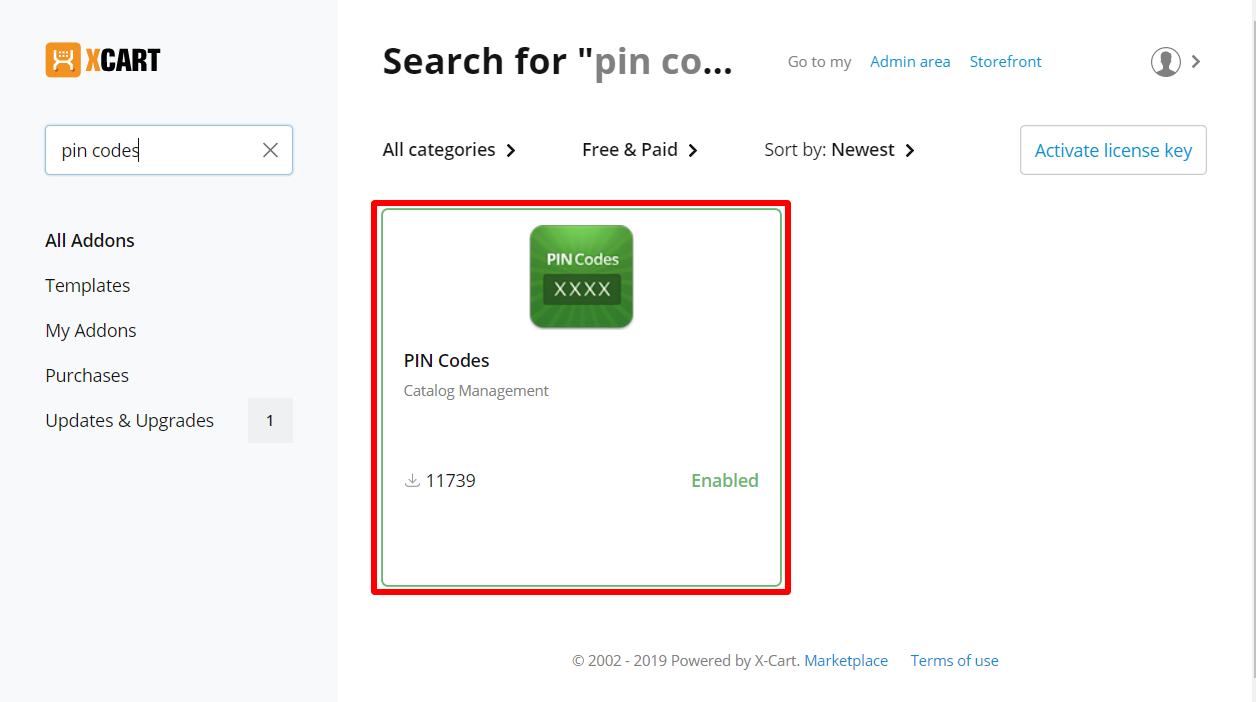 XCART
Search for "pin co...
Go to my Admin area Storefront
pin codes
All categories Free & Paid Sort by: Newest Activate license key
All Addons
Templates
My Addons
Purchases
Updates & Upgrades 1
PIN Codes
XXXX
PIN Codes
Catalog Management
11739 Enabled
© 2002 - 2019 Powered by X-Cart. Marketplace Terms of use